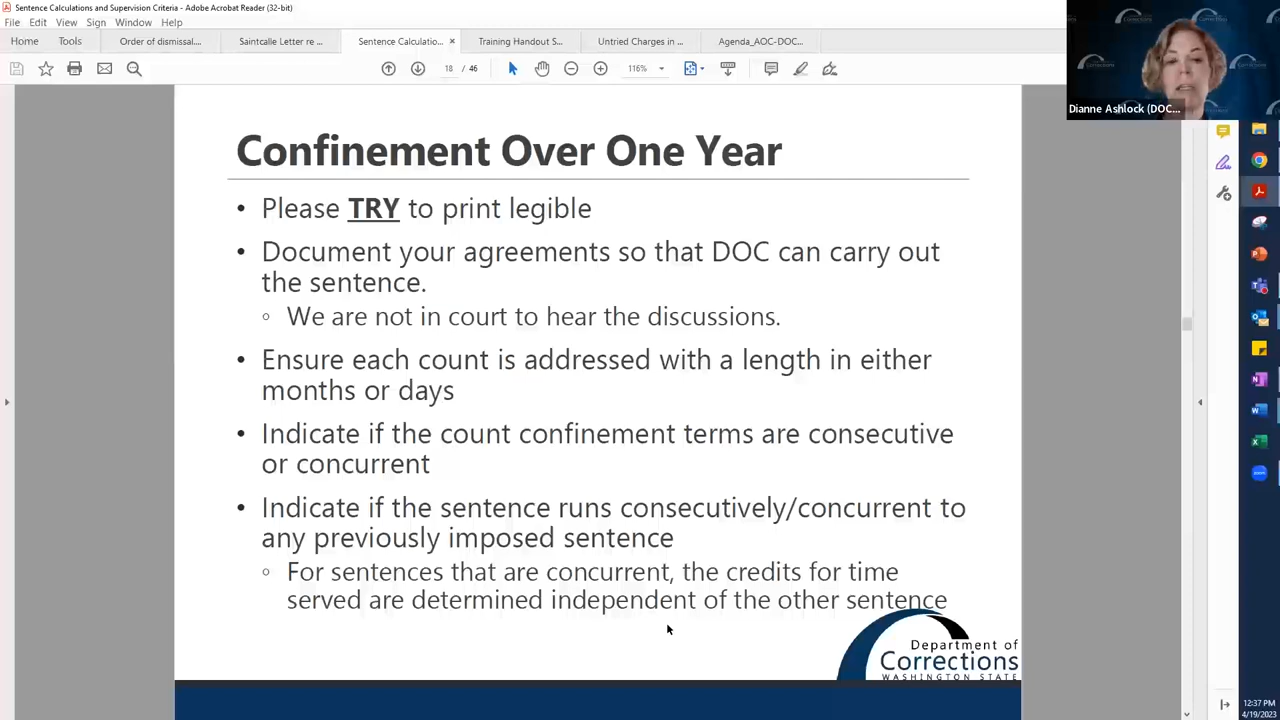 Sentence Calculations and Supervision Criteria - Adobe Acrobat Reader (32-bit)
File Edit View Sign Window Help
Home Tools Order of dismissal.... Saintcalle Letter re ... Sentence Calculatio... × Training Handout S... Untried Charges in ... Agenda_AOC-DOC...
18 / 46 116%
Corrections
Dianne Ashlock (DOC...
Confinement Over One Year
• Please TRY to print legible
• Document your agreements so that DOC can carry out
the sentence.
◦ We are not in court to hear the discussions.
• Ensure each count is addressed with a length in either
months or days
• Indicate if the count confinement terms are consecutive
or concurrent
• Indicate if the sentence runs consecutively/concurrent to
any previously imposed sentence
◦ For sentences that are concurrent, the credits for time
served are determined independent of the other sentence
Department of
Corrections
WASHINGTON STATE
12:37 PM
4/19/2023